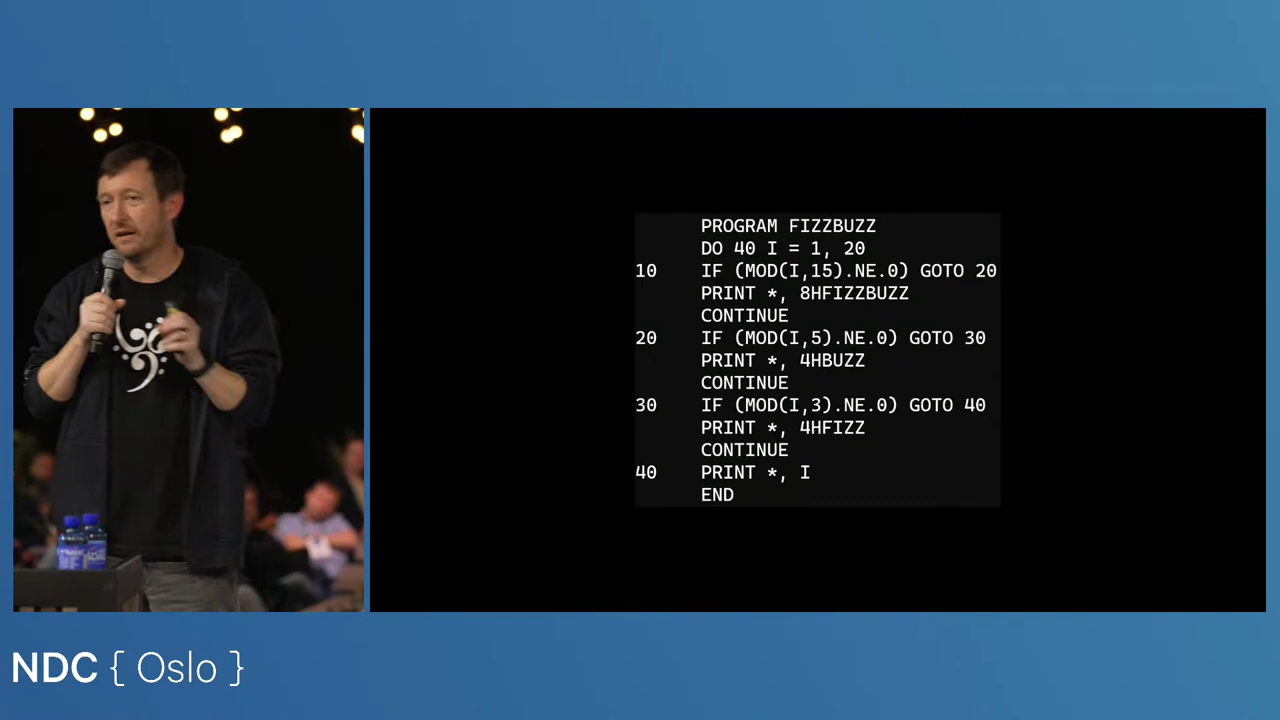 PROGRAM FIZZBUZZ
DO 40 I = 1, 20
10 IF (MOD(I,15).NE.0) GOTO 20
PRINT *, 8HFIZZBUZZ
CONTINUE
20 IF (MOD(I,5).NE.0) GOTO 30
PRINT *, 4HBUZZ
CONTINUE
30 IF (MOD(I,3).NE.0) GOTO 40
PRINT *, 4HFIZZ
CONTINUE
40 PRINT *, I
END
NDC { Oslo }